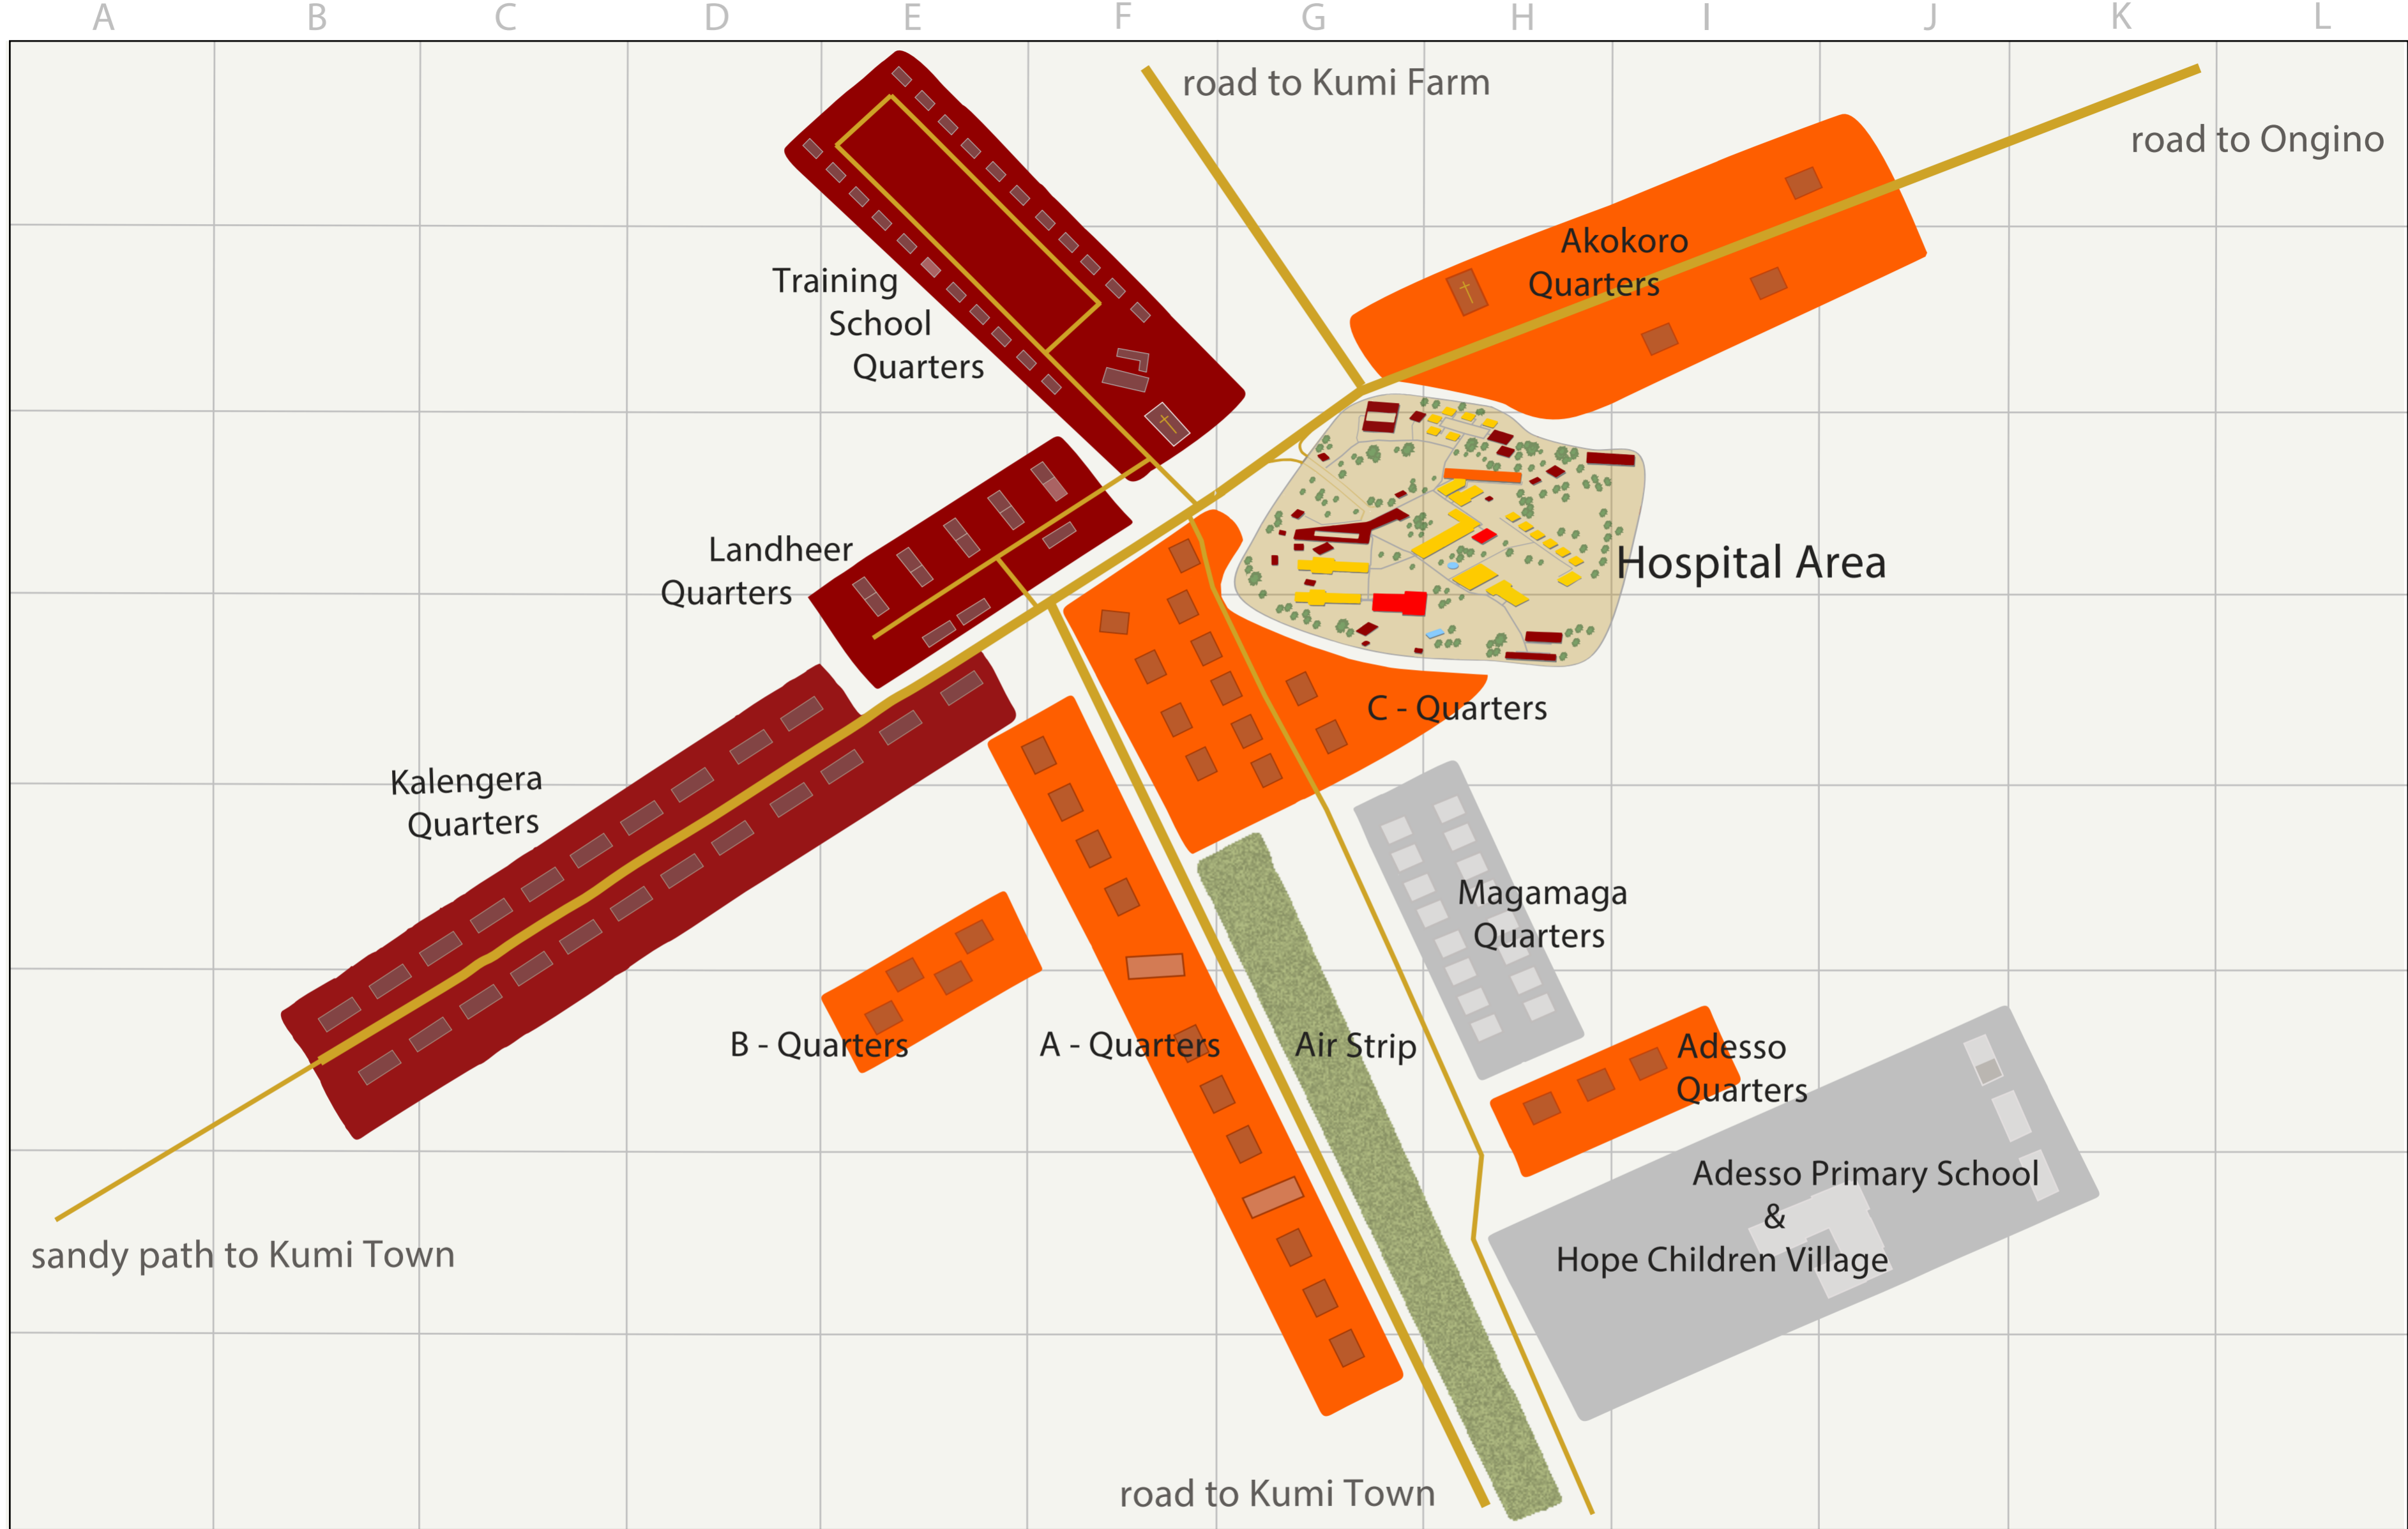 A B C D E F G H I J K L
road to Kumi Farm
road to Ongino
Akokoro
Quarters
Training
School
Quarters
Landheer
Quarters
Hospital Area
C - Quarters
Kalengera
Quarters
Magamaga
Quarters
B - Quarters
A - Quarters
Air Strip
Adesso
Quarters
Adesso Primary School
&
Hope Children Village
sandy path to Kumi Town
road to Kumi Town